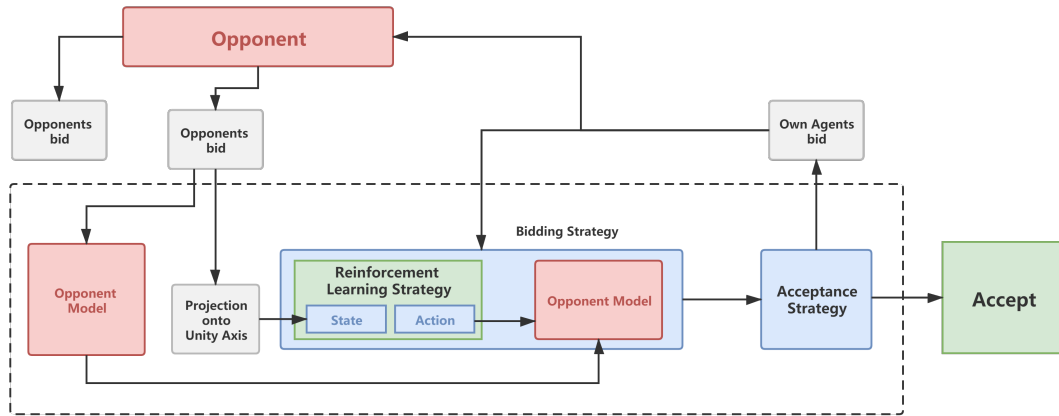 Opponent
Opponents
bid
Opponents
bid
Own Agents
bid
Bidding Strategy
Opponent
Model
Projection
onto
Unity Axis
Reinforcement
Learning Strategy
State
Action
Opponent Model
Acceptance
Strategy
Accept